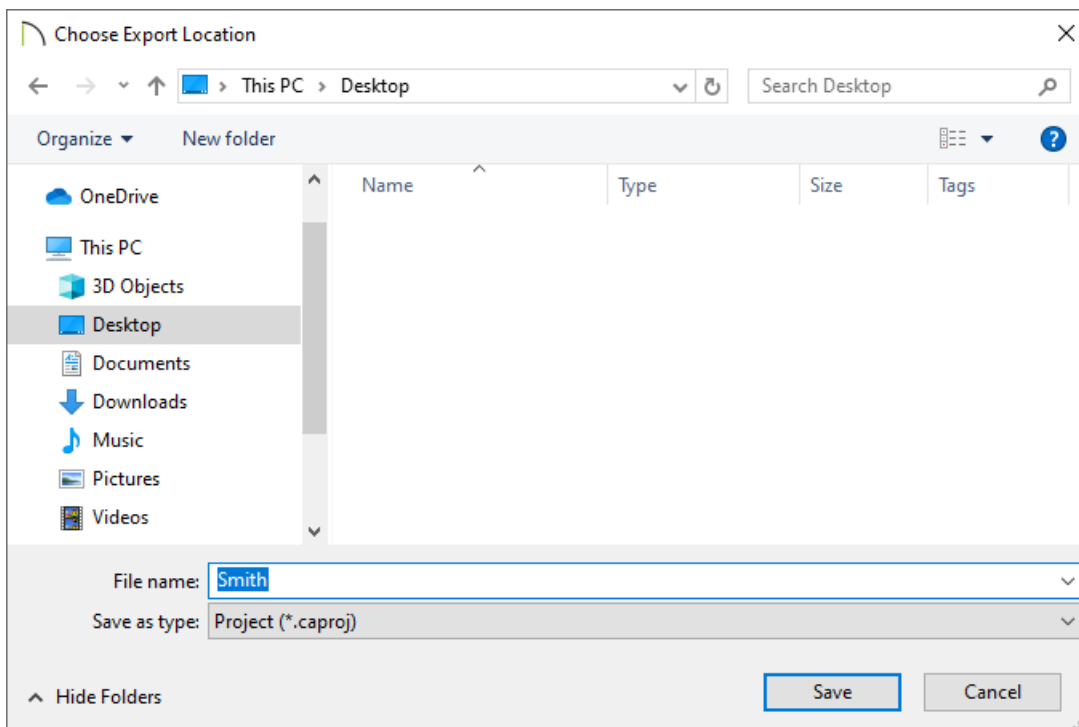 Choose Export Location
This PC > Desktop
Search Desktop
Organize
New folder
OneDrive
This PC
3D Objects
Desktop
Documents
Downloads
Music
Pictures
Videos
Name
Type
Size
Tags
File name: Smith
Save as type: Project (*.caproj)
Hide Folders
Save
Cancel